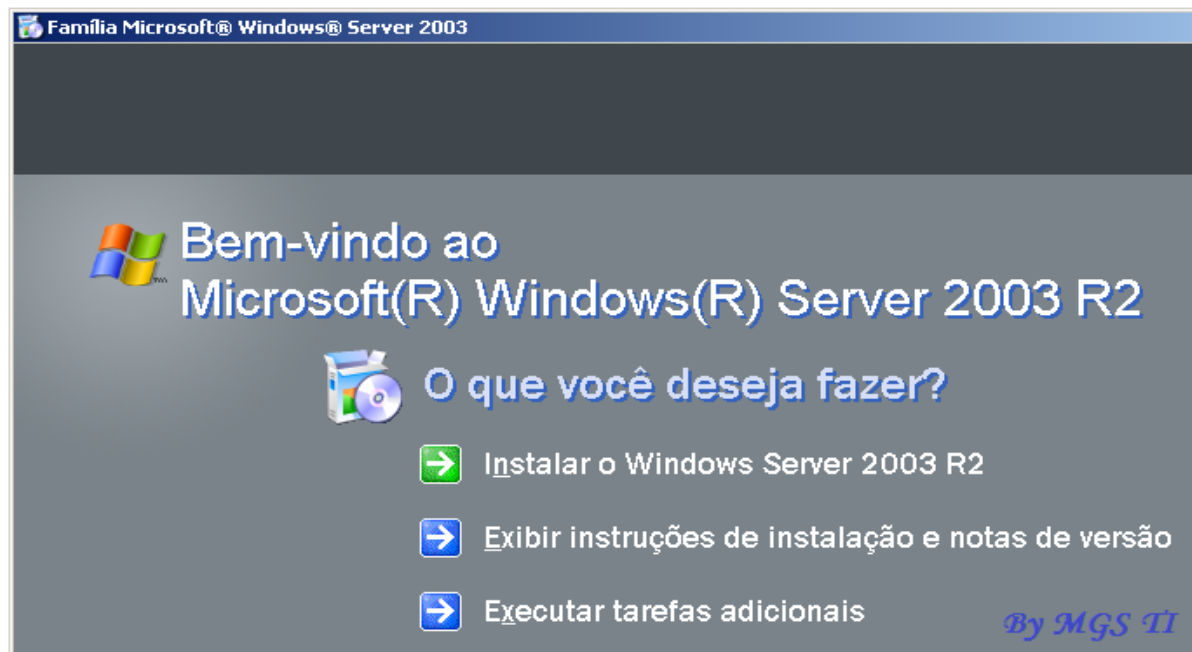 Família Microsoft® Windows® Server 2003
Bem-vindo ao
Microsoft(R) Windows(R) Server 2003 R2
O que você deseja fazer?
Instalar o Windows Server 2003 R2
Exibir instruções de instalação e notas de versão
Executar tarefas adicionais
By MGS TI